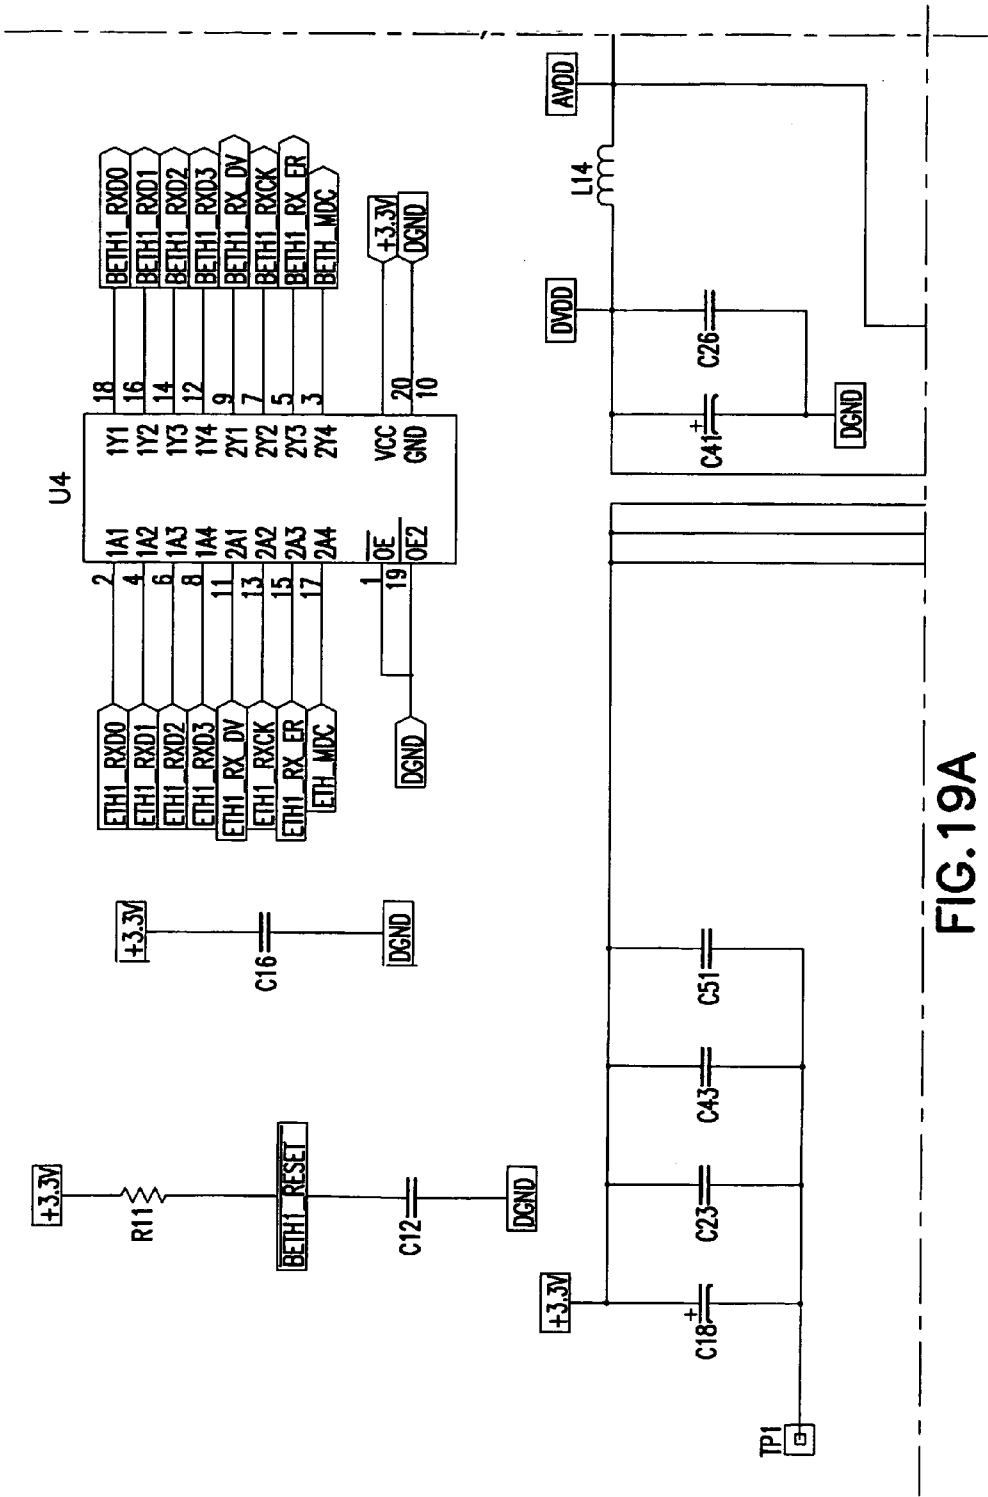 +3.3V
R11
BETH1_RESET
C12
DGND
+3.3V
C16
DGND
U4
ETH1_RXD0 2 1A1 1Y1 18 BETH1_RXD0
ETH1_RXD1 4 1A2 1Y2 16 BETH1_RXD1
ETH1_RXD2 6 1A3 1Y3 14 BETH1_RXD2
ETH1_RXD3 8 1A4 1Y4 12 BETH1_RXD3
ETH1_RX_DV 11 2A1 2Y1 9 BETH1_RX_DV
ETH1_RXCK 13 2A2 2Y2 7 BETH1_RXCK
ETH1_RX_ER 15 2A3 2Y3 5 BETH1_RX_ER
ETH_MDC 17 2A4 2Y4 3 BETH_MDC
1 OE VCC 20 +3.3V
DGND 19 OE2 GND 10 DGND
+3.3V DVDD AVDD
L14
+ C18 C23 C43 C51 + C41 C26
TP1
DGND
FIG.19A